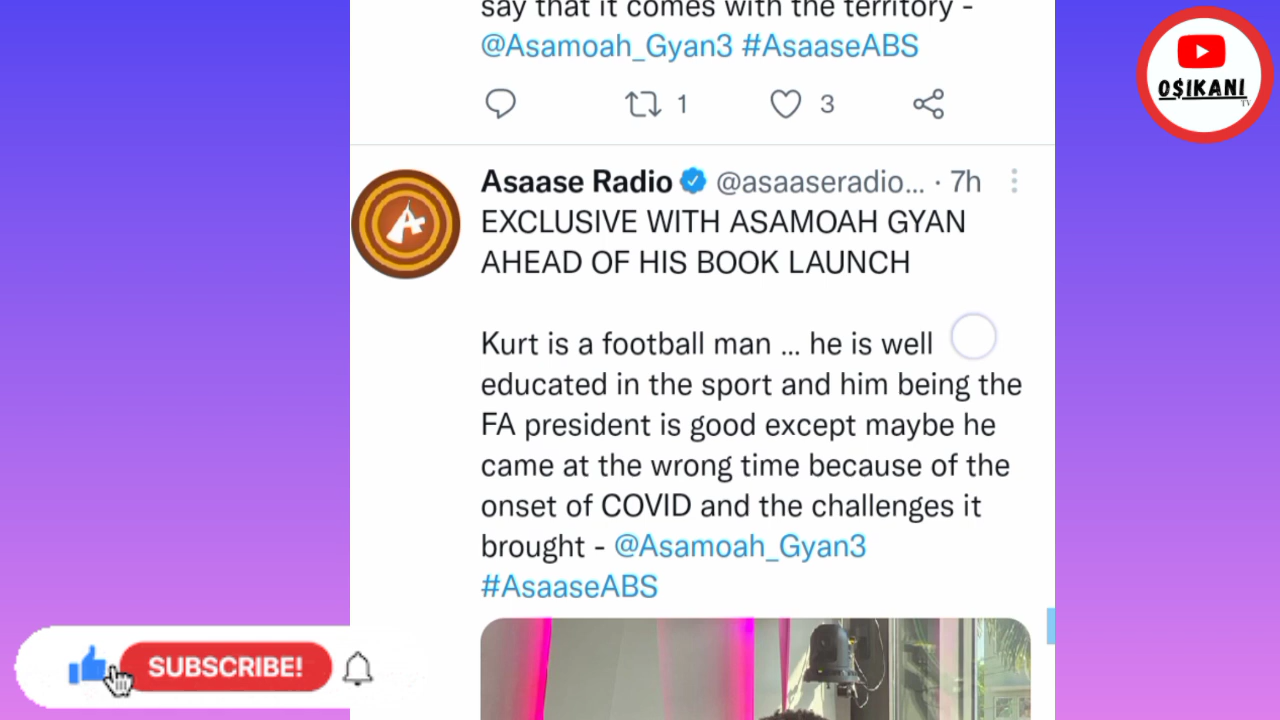 say that it comes with the territory -
@Asamoah_Gyan3 #AsaaseABS
1
3
O$IKANI
TV
Asaase Radio @asaaseradio... · 7h
EXCLUSIVE WITH ASAMOAH GYAN
AHEAD OF HIS BOOK LAUNCH
Kurt is a football man ... he is well
educated in the sport and him being the
FA president is good except maybe he
came at the wrong time because of the
onset of COVID and the challenges it
brought - @Asamoah_Gyan3
#AsaaseABS
SUBSCRIBE!